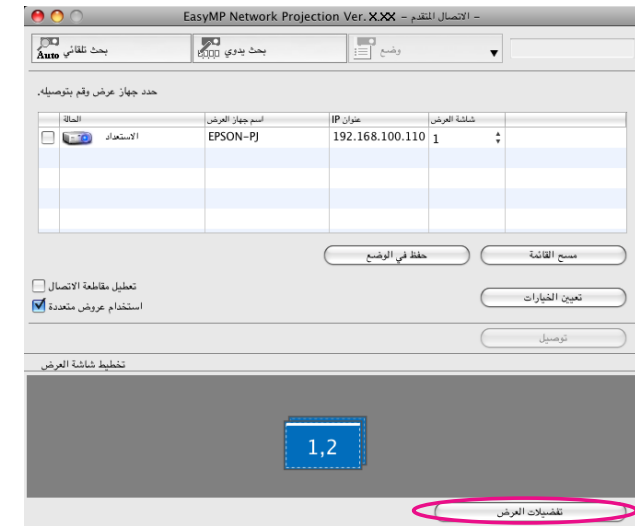 EasyMP Network Projection Ver. X.XX – الاتصال المتقدم –
Auto بحث تلقائي
بحث يدوي
وضع
حدد جهاز عرض وقم بتوصيله.
الحالة اسم جهاز العرض عنوان IP شاشة العرض
الاستعداد EPSON-PJ 192.168.100.110 1
حفظ في الوضع
مسح القائمة
تعطيل مقاطعة الاتصال
استخدام عروض متعددة
تعيين الخيارات
توصيل
تخطيط شاشة العرض
1,2
تفضيلات العرض